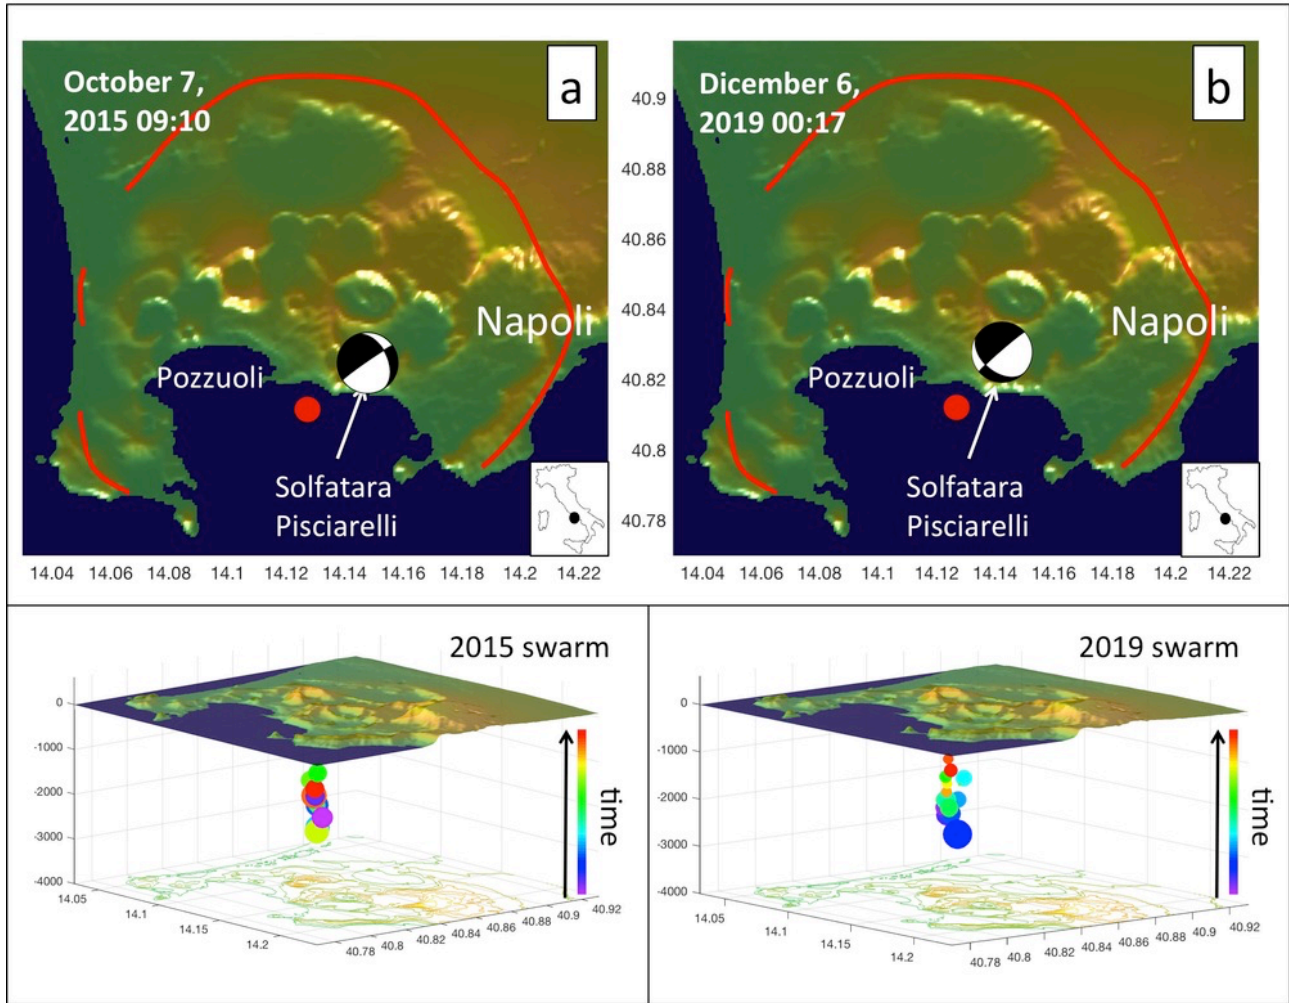 October 7,
2015 09:10
a
Dicember 6,
2019 00:17
b
40.9
40.88
40.86
40.84
40.82
40.8
40.78
Napoli
Pozzuoli
Solfatara
Pisciarelli
Napoli
Pozzuoli
Solfatara
Pisciarelli
14.04 14.06 14.08 14.1 14.12 14.14 14.16 14.18 14.2 14.22
14.04 14.06 14.08 14.1 14.12 14.14 14.16 14.18 14.2 14.22
2015 swarm
0
-1000
-2000
-3000
-4000
14.05
14.1
14.15
14.2
40.78
40.8
40.82
40.84
40.86
40.88
40.9
40.92
time
2019 swarm
0
-1000
-2000
-3000
-4000
14.05
14.1
14.15
14.2
40.78
40.8
40.82
40.84
40.86
40.88
40.9
40.92
time